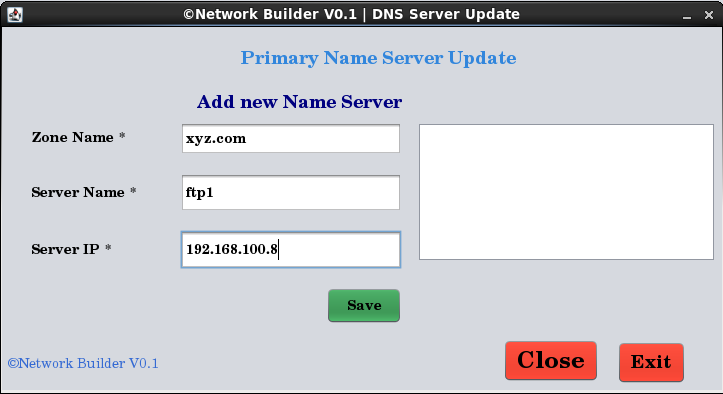 ©Network Builder V0.1 | DNS Server Update
Primary Name Server Update
Add new Name Server
Zone Name *
xyz.com
Server Name *
ftp1
Server IP *
192.168.100.8
Save
©Network Builder V0.1
Close
Exit